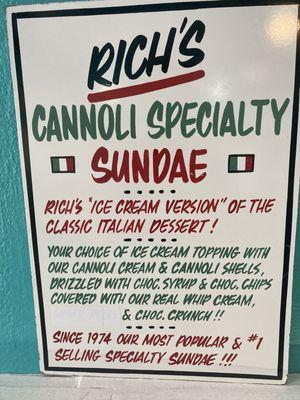 RICH'S
CANNOLI SPECIALTY
SUNDAE
RICH'S "ICE CREAM VERSION" OF THE
CLASSIC ITALIAN DESSERT!
YOUR CHOICE OF ICE CREAM TOPPING WITH
OUR CANNOLI CREAM & CANNOLI SHELLS,
DRIZZLED WITH CHOC. SYRUP & CHOC. CHIPS
COVERED WITH OUR REAL WHIP CREAM,
& CHOC. CRUNCH!!
SINCE 1974 OUR MOST POPULAR & #1
SELLING SPECIALTY SUNDAE !!!